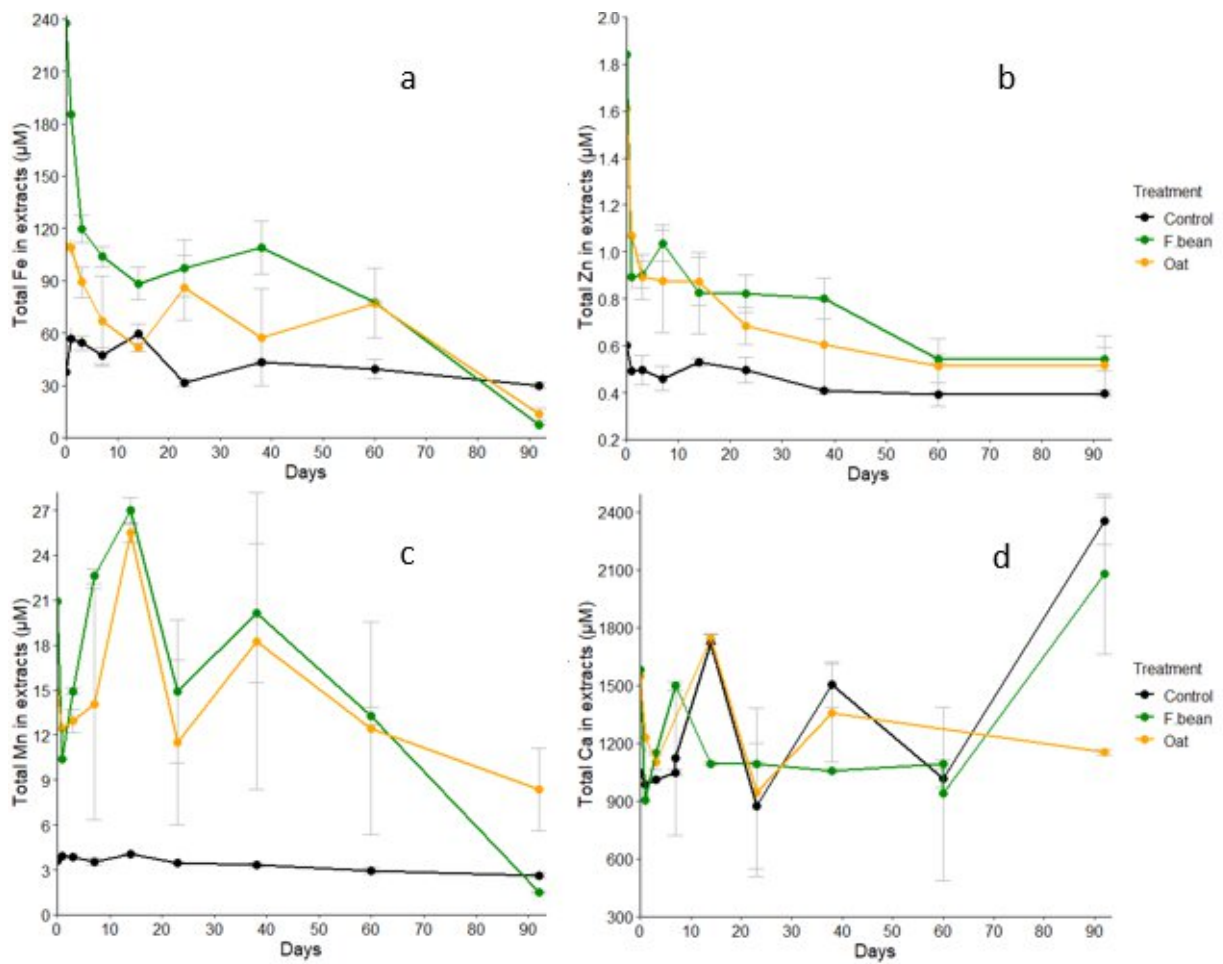 a
Total Fe in extracts (µM)
240
210
180
150
120
90
60
30
0
0 10 20 30 40 50 60 70 80 90
Days
b
Total Zn in extracts (µM)
2.0
1.8
1.6
1.4
1.2
1.0
0.8
0.6
0.4
0.2
0 10 20 30 40 50 60 70 80 90
Days
Treatment
Control
F.bean
Oat
c
Total Mn in extracts (µM)
27
24
21
18
15
12
9
6
3
0
0 10 20 30 40 50 60 70 80 90
Days
d
Total Ca in extracts (µM)
2400
2100
1800
1500
1200
900
600
300
0 10 20 30 40 50 60 70 80 90
Days
Treatment
Control
F.bean
Oat